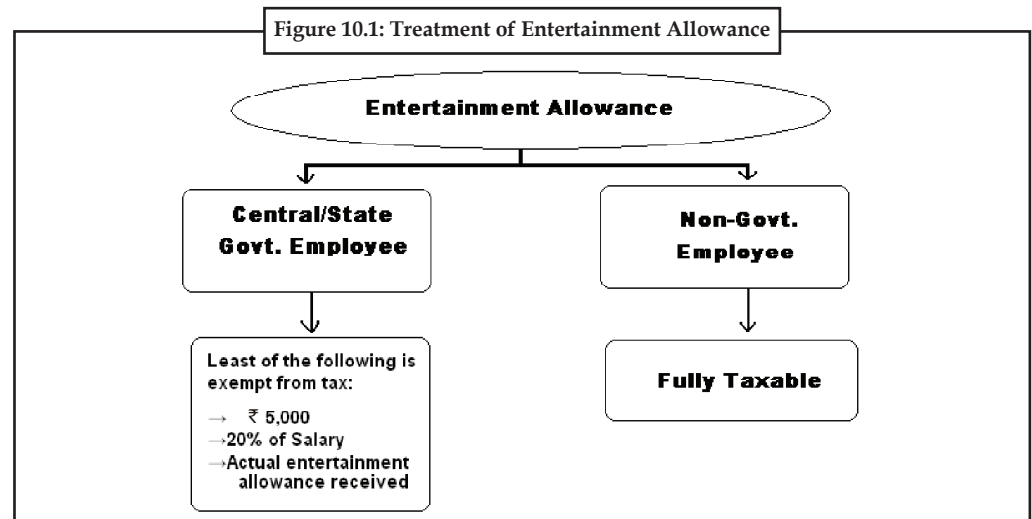 Figure 10.1: Treatment of Entertainment Allowance
Entertainment Allowance
Central/State
Govt. Employee
Non-Govt.
Employee
Least of the following is
exempt from tax:
→ ₹ 5,000
→20% of Salary
→Actual entertainment
allowance received
Fully Taxable